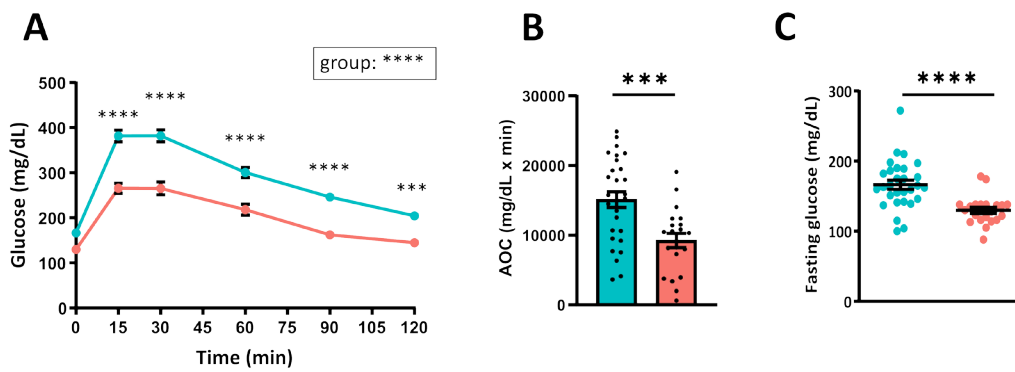 A
group: ****
Glucose (mg/dL)
500
400
300
200
100
0
****
****
****
****
***
0 15 30 45 60 75 90 105 120
Time (min)
B
***
AOC (mg/dL x min)
30000
20000
10000
0
C
****
Fasting glucose (mg/dL)
300
200
100
0